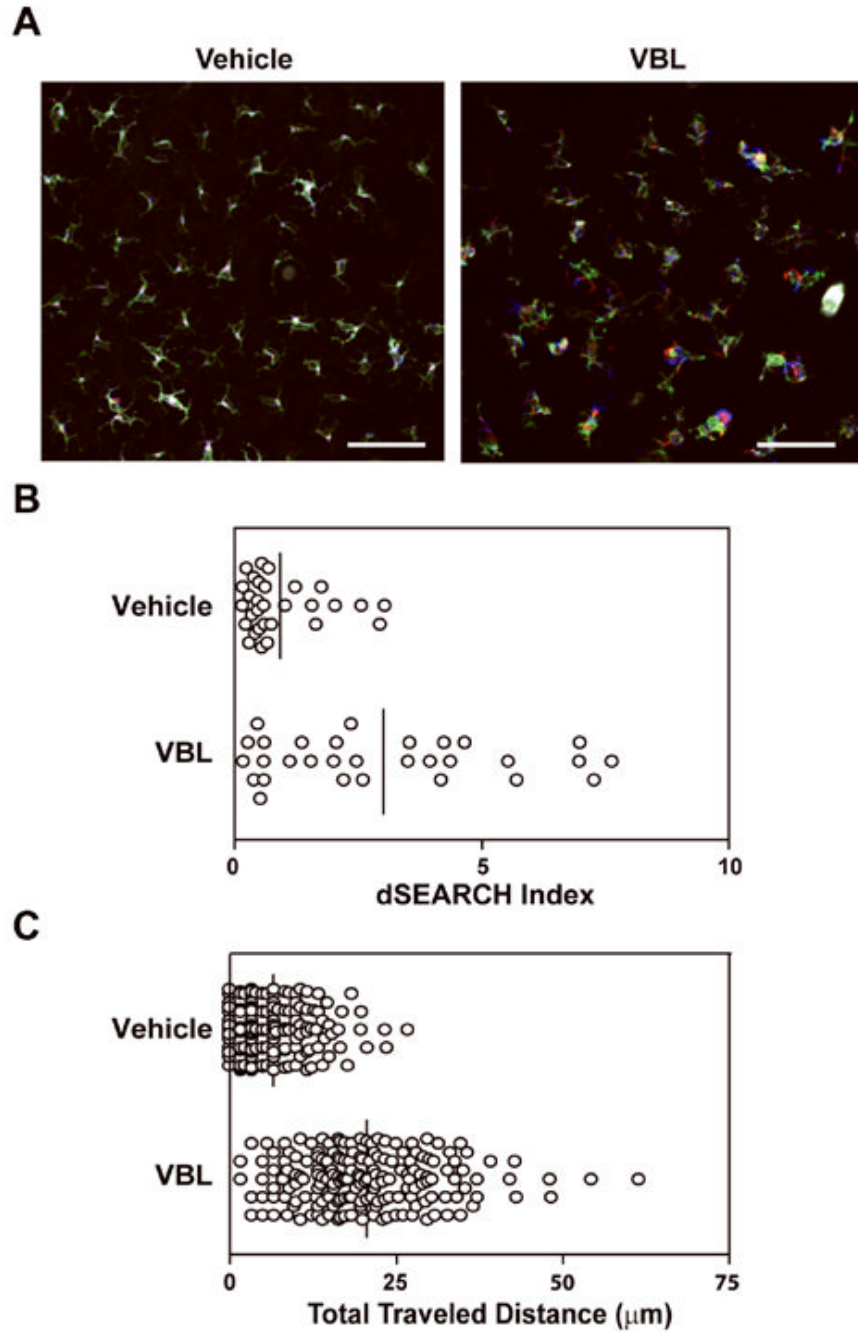 A
Vehicle VBL
B
Vehicle
VBL
0 5 10
dSEARCH Index
C
Vehicle
VBL
0 25 50 75
Total Traveled Distance (μm)